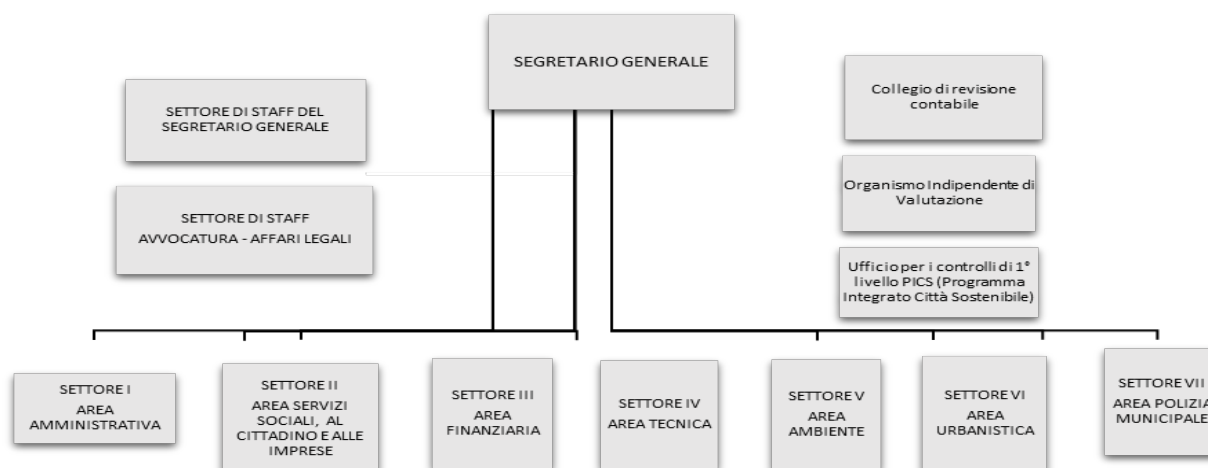 SEGRETARIO GENERALE
SETTORE DI STAFF DEL
SEGRETARIO GENERALE
SETTORE DI STAFF
AVVOCATURA - AFFARI LEGALI
Collegio di revisione
contabile
Organismo Indipendente di
Valutazione
Ufficio per i controlli di 1°
livello PICS (Programma
Integrato Città Sostenibile)
SETTORE I
AREA
AMMINISTRATIVA
SETTORE II
AREA SERVIZI
SOCIALI, AL
CITTADINO E ALLE
IMPRESE
SETTORE III
AREA
FINANZIARIA
SETTORE IV
AREA TECNICA
SETTORE V
AREA
AMBIENTE
SETTORE VI
AREA
URBANISTICA
SETTORE VII
AREA POLIZIA
MUNICIPALE